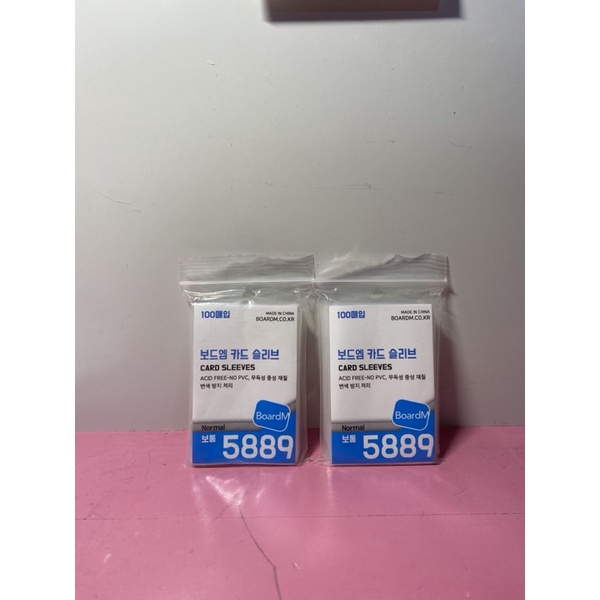 100매입
MADE IN CHINA
BOARDM.CO.KR
보드엠 카드 슬리브
CARD SLEEVES
ACID FREE-NO PVC, 무독성 중성 재질
변색 방지 처리
BoardM
Normal
보통 5889
100매입
MADE IN CHINA
BOARDM.CO.KR
보드엠 카드 슬리브
CARD SLEEVES
ACID FREE-NO PVC, 무독성 중성 재질
변색 방지 처리
BoardM
Normal
보통 5889